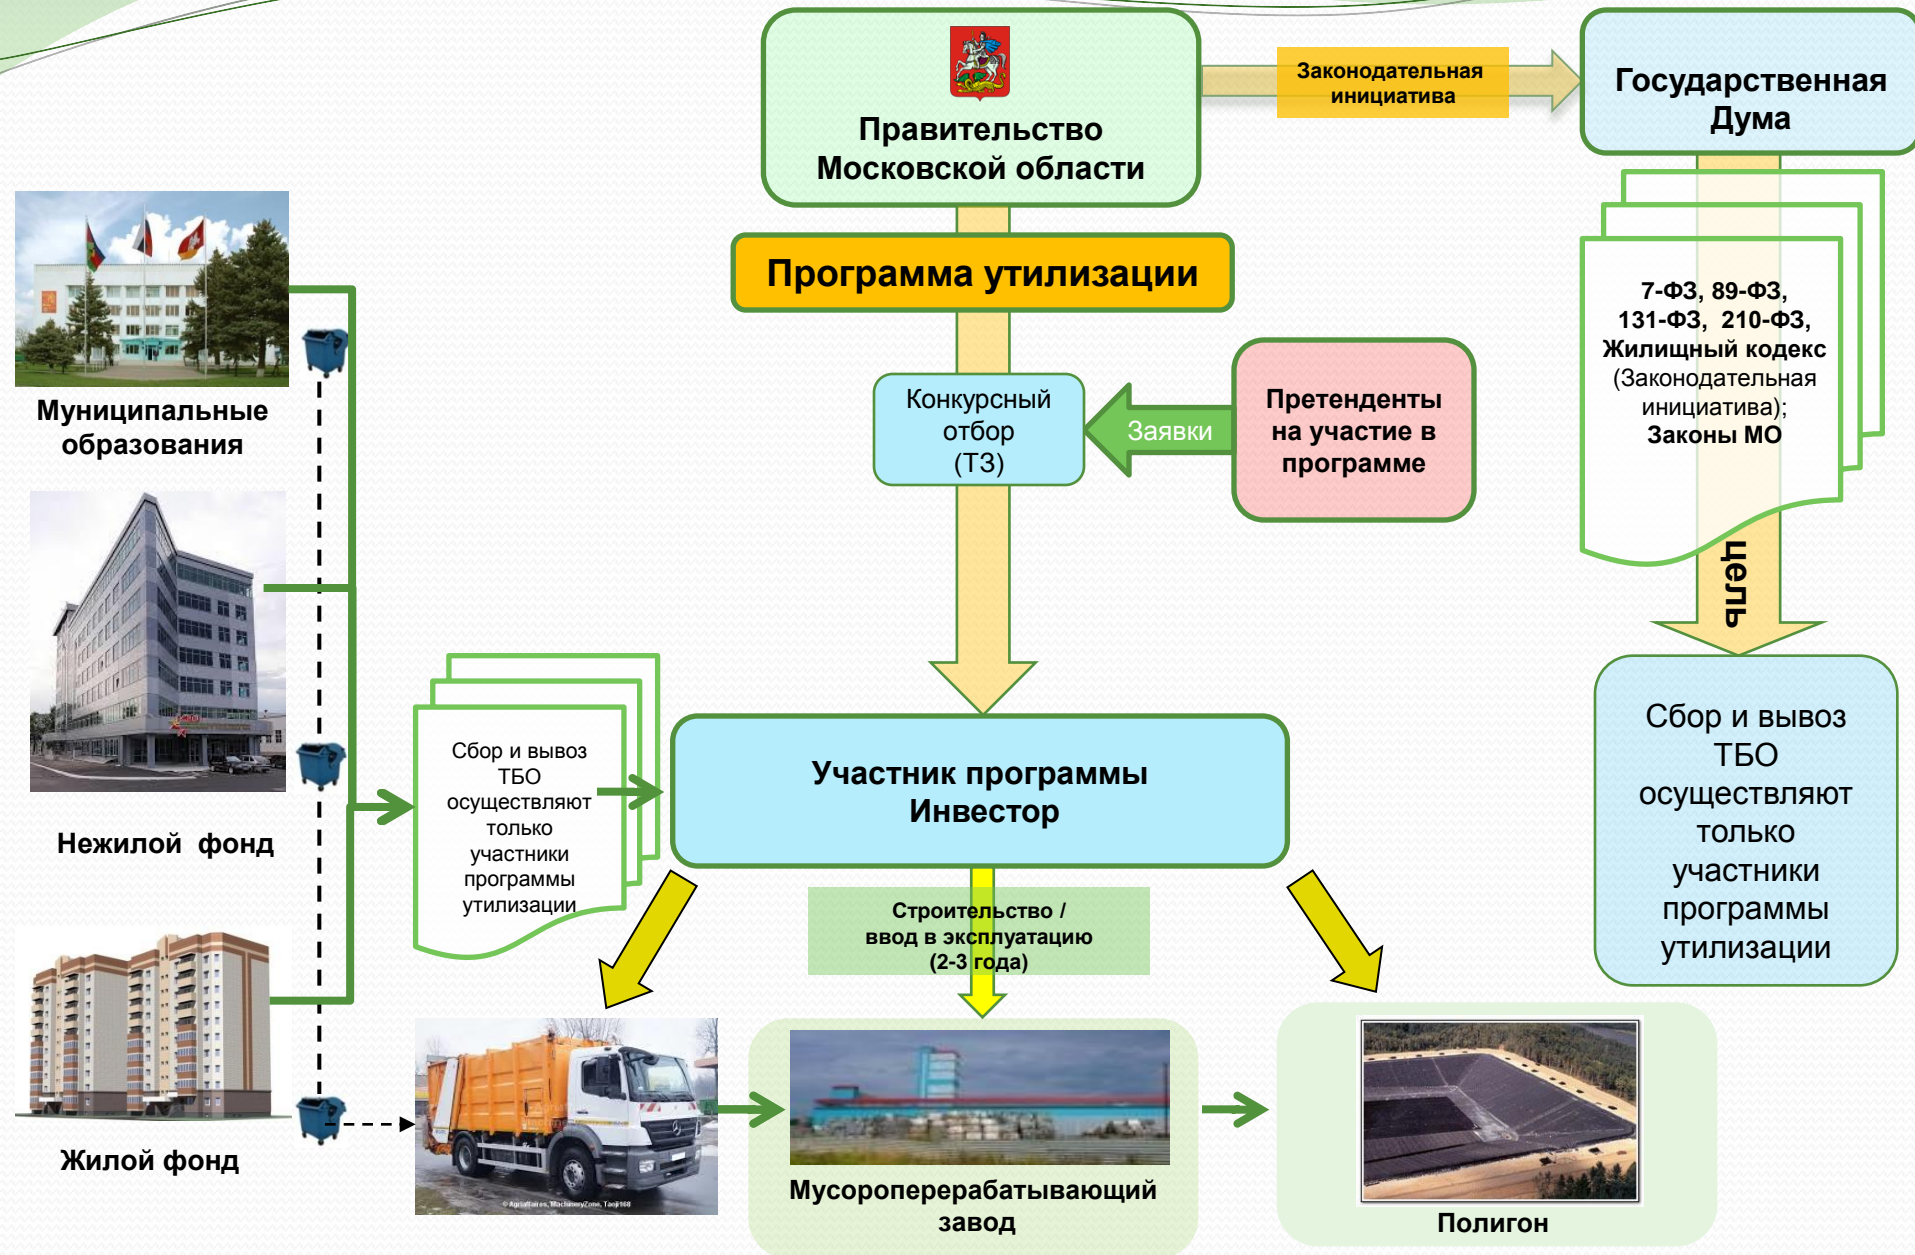 Правительство
Московской области
Законодательная
инициатива
Государственная
Дума
Программа утилизации
7-ФЗ, 89-ФЗ,
131-ФЗ, 210-ФЗ,
Жилищный кодекс
(Законодательная
инициатива);
Законы МО
Конкурсный
отбор
(ТЗ)
Заявки
Претенденты
на участие в
программе
цель
Муниципальные
образования
Нежилой фонд
Жилой фонд
Сбор и вывоз
ТБО
осуществляют
только
участники
программы
утилизации
Участник программы
Инвестор
Сбор и вывоз
ТБО
осуществляют
только
участники
программы
утилизации
Строительство /
ввод в эксплуатацию
(2-3 года)
© Agriaffaires, MachineryZone, Taoji168
Мусороперерабатывающий
завод
Полигон